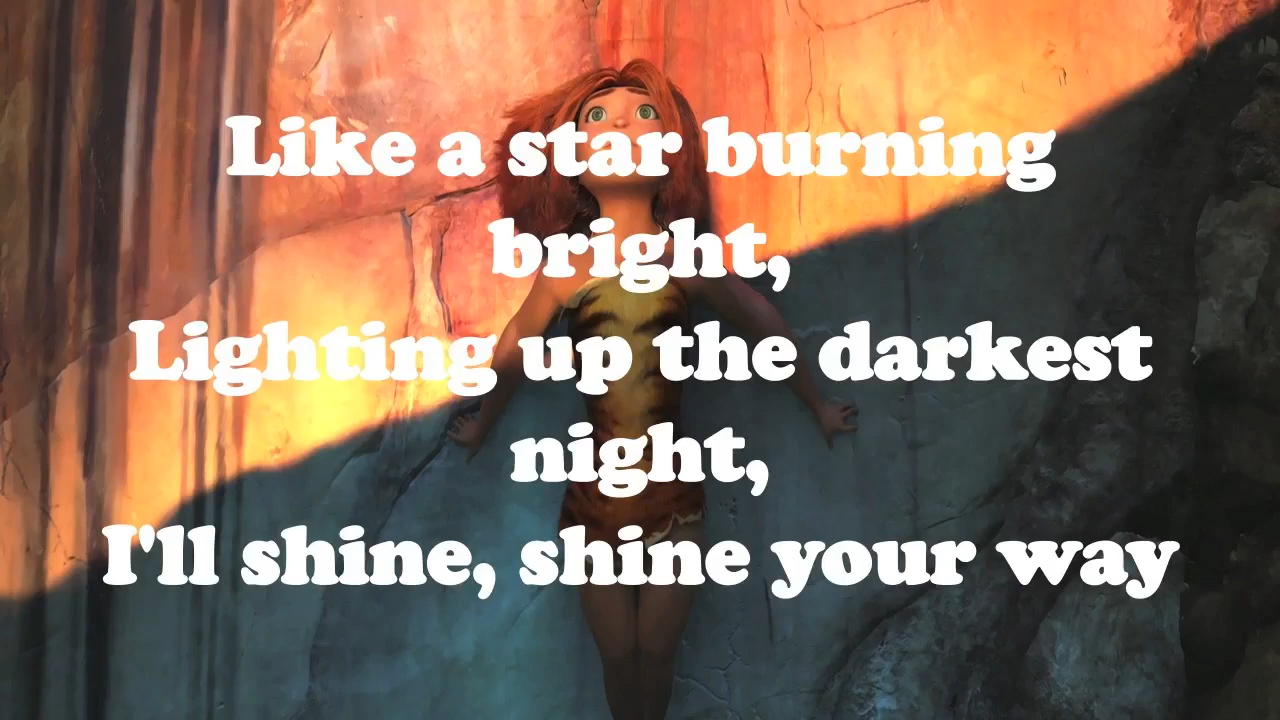 Like a star burning
bright,
Lighting up the darkest
night,
I'll shine, shine your way